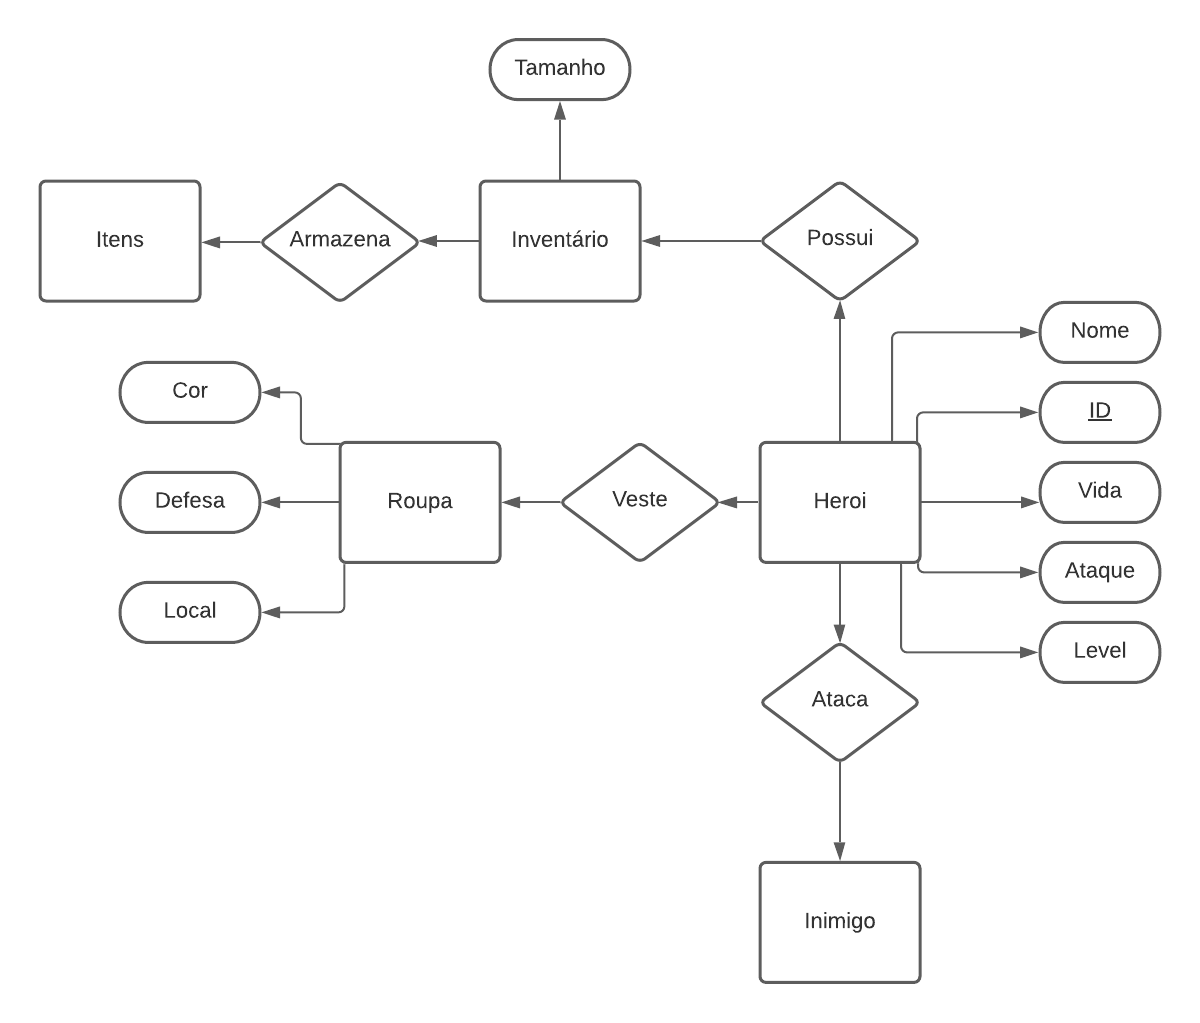 Tamanho
Itens
Armazena
Inventário
Possui
Nome
Cor
ID
Defesa
Roupa
Veste
Heroi
Vida
Ataque
Local
Level
Ataca
Inimigo